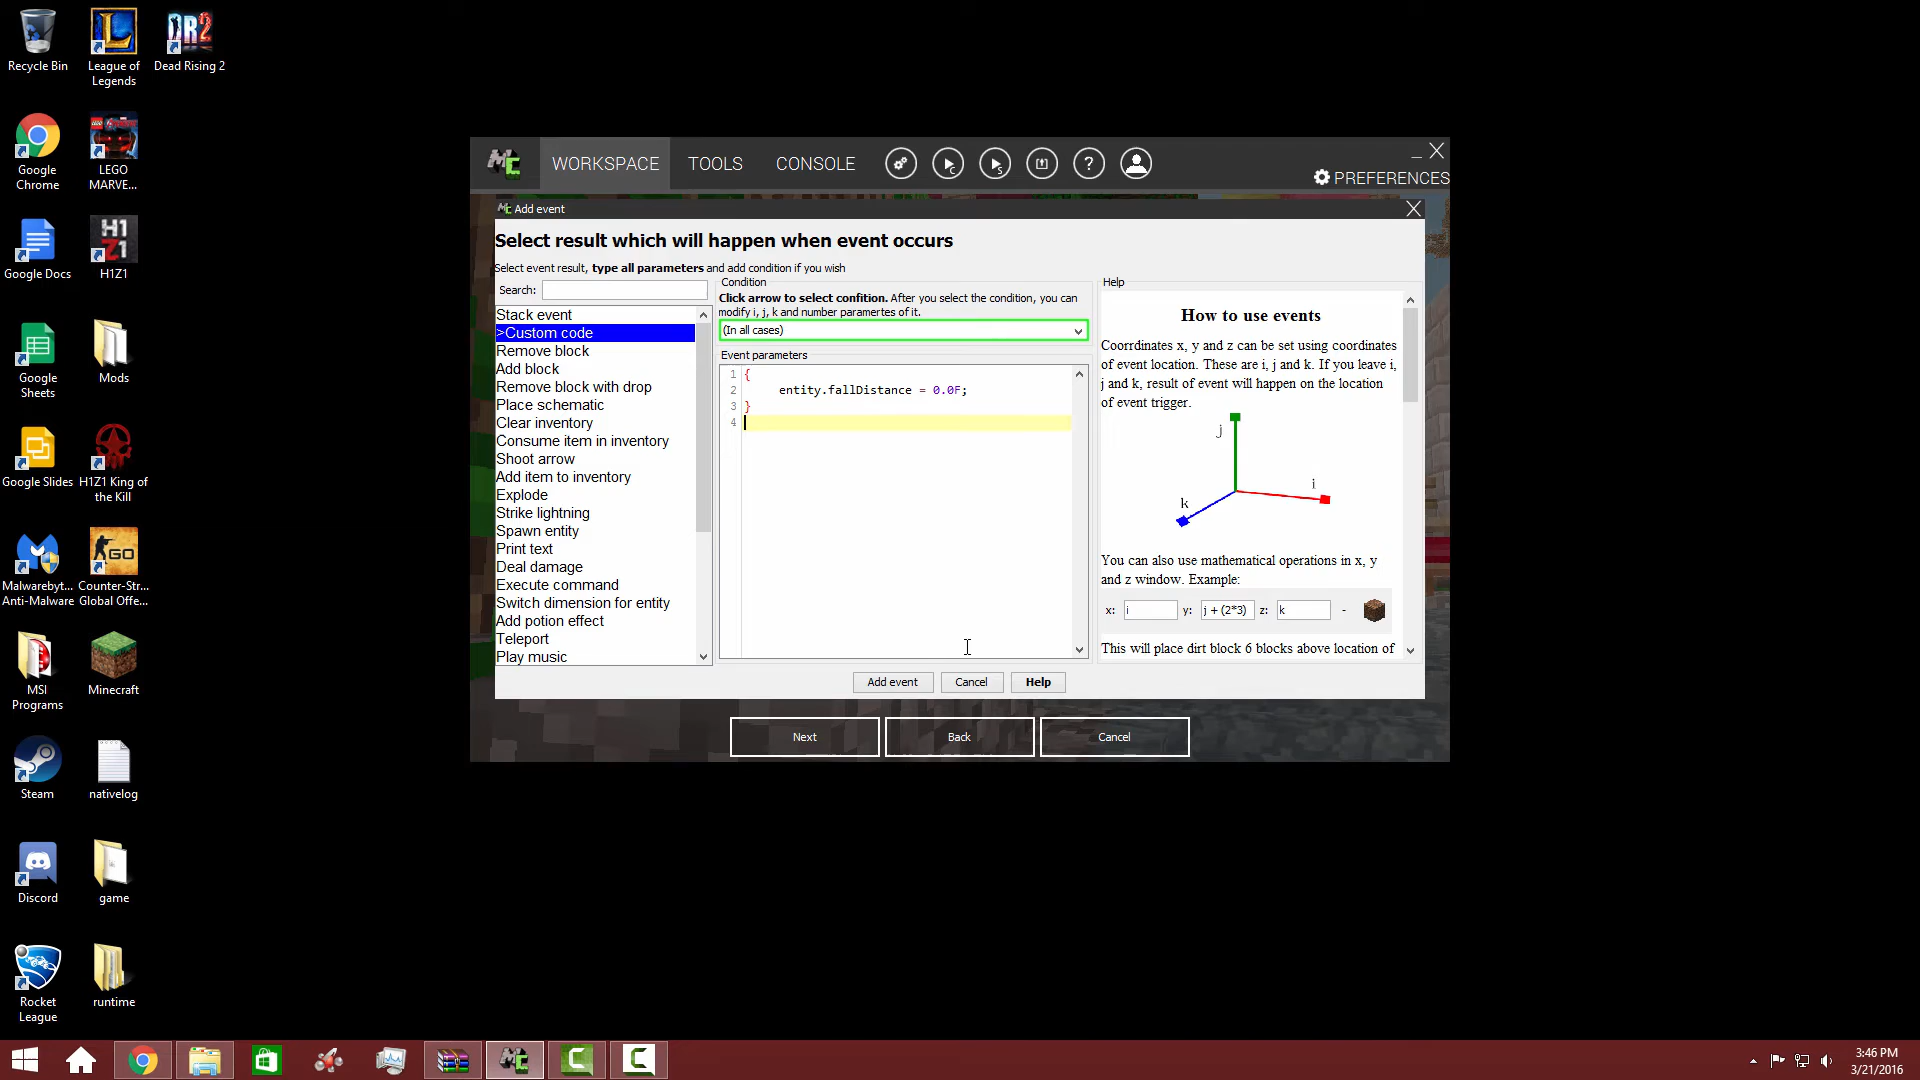 Recycle Bin
League of
Legends
Dead Rising 2
Google
Chrome
LEGO
MARVE...
Google Docs
H1Z1
Google
Sheets
Mods
Google Slides
H1Z1 King of
the Kill
Malwarebyt...
Anti-Malware
Counter-Str...
Global Offe...
MSI
Programs
Minecraft
Steam
nativelog
Discord
game
Rocket
League
runtime
WORKSPACE
TOOLS
CONSOLE
PREFERENCES
Add event
Select result which will happen when event occurs
Select event result, type all parameters and add condition if you wish
Search:
Stack event
>Custom code
Remove block
Add block
Remove block with drop
Place schematic
Clear inventory
Consume item in inventory
Shoot arrow
Add item to inventory
Explode
Strike lightning
Spawn entity
Print text
Deal damage
Execute command
Switch dimension for entity
Add potion effect
Teleport
Play music
Condition
Click arrow to select confition. After you select the condition, you can
modify i, j, k and number paramertes of it.
(In all cases)
Event parameters
1 {
2 entity.fallDistance = 0.0F;
3 }
4
Help
How to use events
Coorrdinates x, y and z can be set using coordinates
of event location. These are i, j and k. If you leave i,
j and k, result of event will happen on the location
of event trigger.
j
i
k
You can also use mathematical operations in x, y
and z window. Example:
x: i y: j + (2*3) z: k -
This will place dirt block 6 blocks above location of
Add event
Cancel
Help
Next
Back
Cancel
3:46 PM
3/21/2016